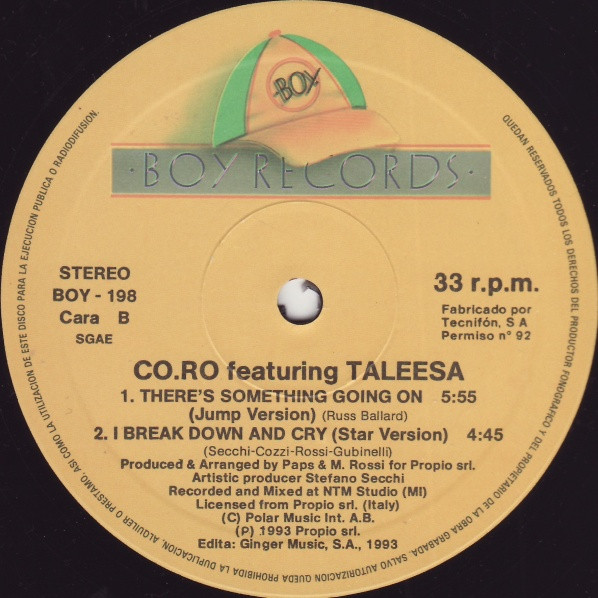 BOY
·BOY RECORDS·
STEREO
BOY - 198
Cara B
SGAE
33 r.p.m.
Fabricado por
Tecnifón, S A
Permiso nº 92
CO.RO featuring TALEESA
1. THERE'S SOMETHING GOING ON 5:55
(Jump Version) (Russ Ballard)
2. I BREAK DOWN AND CRY (Star Version) 4:45
(Secchi-Cozzi-Rossi-Gubinelli)
Produced & Arranged by Paps & M. Rossi for Propio srl.
Artistic producer Stefano Secchi
Recorded and Mixed at NTM Studio (MI)
Licensed from Propio srl. (Italy)
(C) Polar Music Int. A.B.
(P) 1993 Propio srl.
Edita: Ginger Music, S.A., 1993
QUEDAN RESERVADOS TODOS LOS DERECHOS DEL PRODUCTOR FONOGRAFICO Y DEL PROPIETARIO DE LA OBRA GRABADA. SALVO AUTORIZACION QUEDA PROHIBIDA LA DUPLICACION, ALQUILER O PRESTAMO, ASI COMO LA UTILIZACION DE ESTE DISCO PARA LA EJECUCION PUBLICA O RADIODIFUSION.